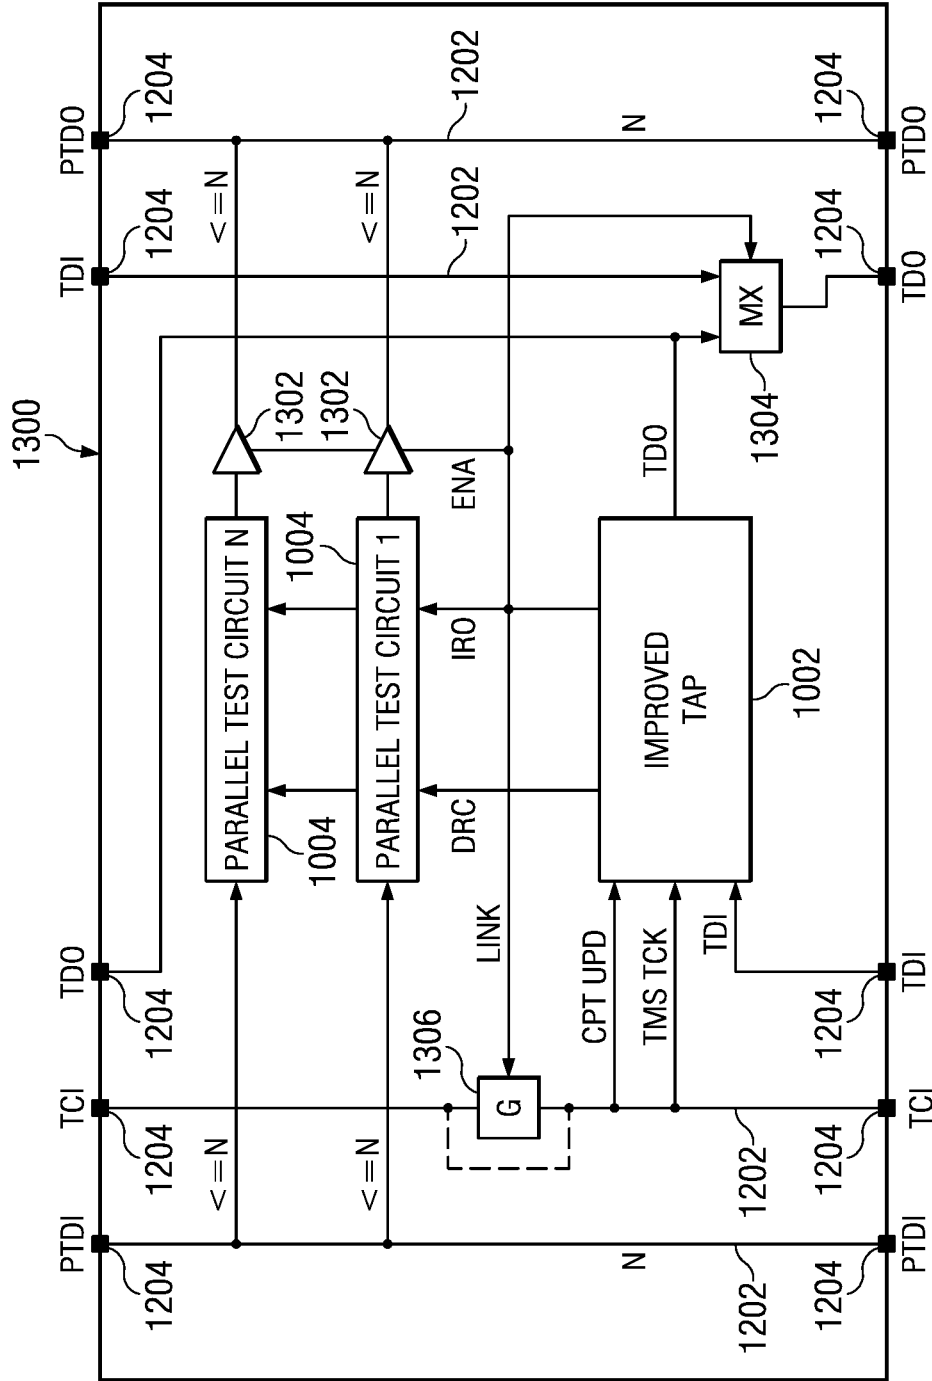 1300
PTDI
TCI
TDO
TDI
PTDO
1204
1204
1204
1204
1204
<=N
<=N
PARALLEL TEST CIRCUIT N
1004
1302
1302
<=N
<=N
PARALLEL TEST CIRCUIT 1
1004
1202
1202
1306
G
LINK
DRC
IRO
ENA
CPT UPD
TMS TCK
TDI
IMPROVED
TAP
1002
TDO
MX
1304
N
N
1202
1202
1204
1204
1204
1204
1204
PTDI
TCI
TDI
TDO
PTDO